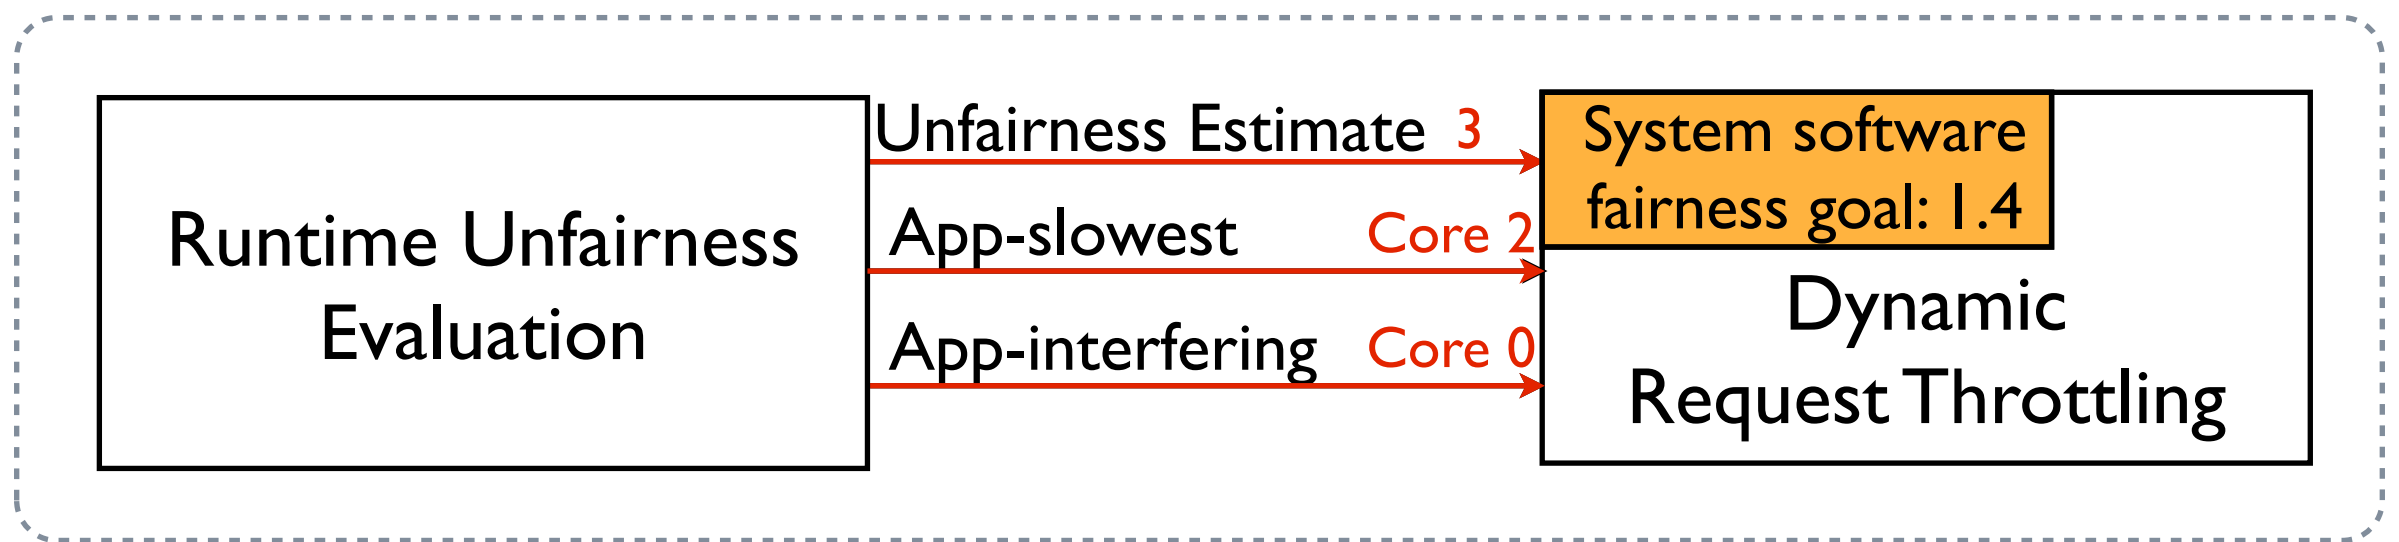 Runtime Unfairness
Evaluation
Unfairness Estimate 3
App-slowest Core 2
App-interfering Core 0
System software
fairness goal: 1.4
Dynamic
Request Throttling